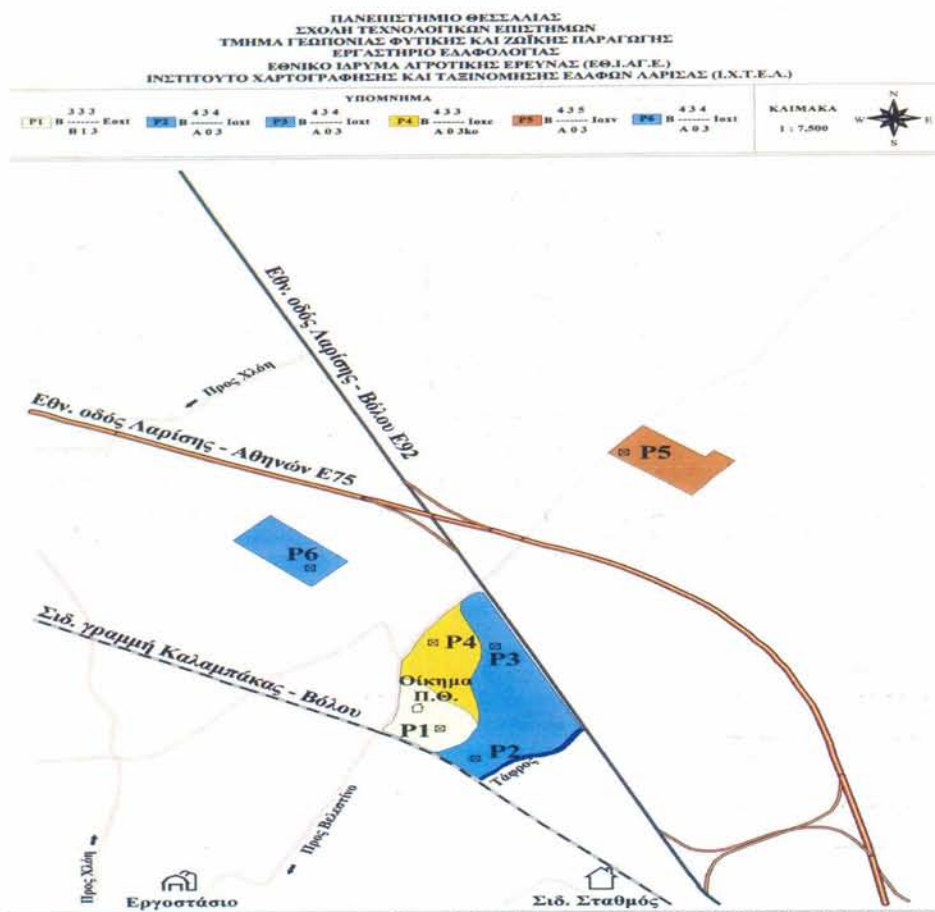 ΠΑΝΕΠΙΣΤΗΜΙΟ ΘΕΣΣΑΛΙΑΣ
ΣΧΟΛΗ ΤΕΧΝΟΛΟΓΙΚΩΝ ΕΠΙΣΤΗΜΩΝ
ΤΜΗΜΑ ΓΕΩΠΟΝΙΑΣ ΦΥΤΙΚΗΣ ΚΑΙ ΖΩΪΚΗΣ ΠΑΡΑΓΩΓΗΣ
ΕΡΓΑΣΤΗΡΙΟ ΕΔΑΦΟΛΟΓΙΑΣ
ΕΘΝΙΚΟ ΙΔΡΥΜΑ ΑΓΡΟΤΙΚΗΣ ΕΡΕΥΝΑΣ (ΕΘ.Ι.ΑΓ.Ε.)
ΙΝΣΤΙΤΟΥΤΟ ΧΑΡΤΟΓΡΑΦΗΣΗΣ ΚΑΙ ΤΑΞΙΝΟΜΗΣΗΣ ΕΔΑΦΩΝ ΛΑΡΙΣΑΣ (Ι.Χ.Τ.Ε.Λ.)
ΥΠΟΜΝΗΜΑ
333 434 434 433 435 434
P1 B ------- Eoxt P2 B ------- Ioxt P3 B ------- Ioxt P4 B ------- Ioxc P5 B ------- Ioxv P6 B ------- Ioxt
B13 A03 A03 A03ko A03 A03
ΚΛΙΜΑΚΑ
1 : 7.500
N
W E
S
Εθν. οδός Λαρίσης - Βόλου E92
Προς Χλόη
Εθν. οδός Λαρίσης - Αθηνών E75
P5
P6
Σιδ. γραμμή Καλαμπάκας - Βόλου
P4
P3
Οίκημα
Π.Θ.
P1
P2
Τάφρος
Προς Βελεστίνο
Προς Χλόη
Εργοστάσιο
Σιδ. Σταθμός